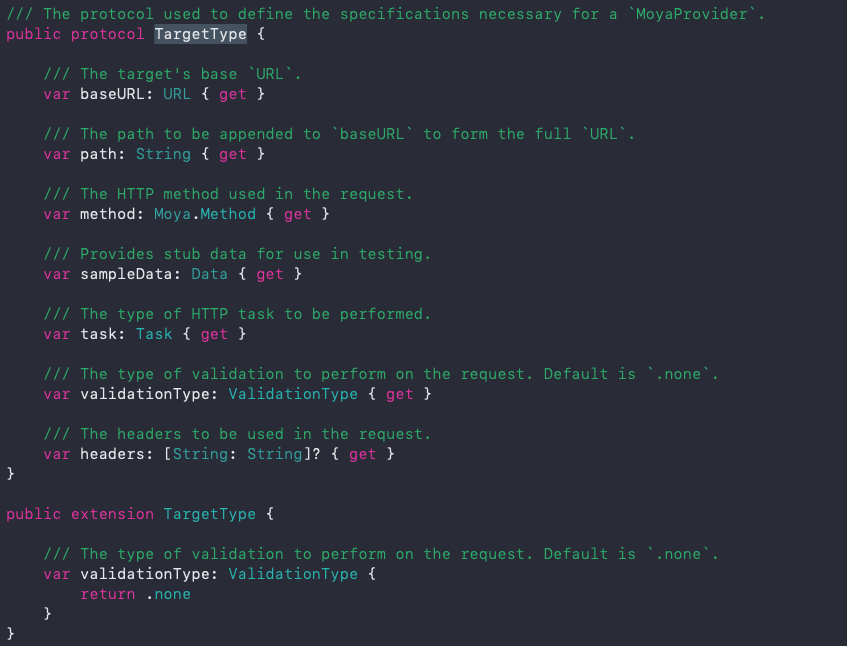 /// The protocol used to define the specifications necessary for a `MoyaProvider`.
public protocol TargetType {
/// The target's base `URL`.
var baseURL: URL { get }
/// The path to be appended to `baseURL` to form the full `URL`.
var path: String { get }
/// The HTTP method used in the request.
var method: Moya.Method { get }
/// Provides stub data for use in testing.
var sampleData: Data { get }
/// The type of HTTP task to be performed.
var task: Task { get }
/// The type of validation to perform on the request. Default is `.none`.
var validationType: ValidationType { get }
/// The headers to be used in the request.
var headers: [String: String]? { get }
}
public extension TargetType {
/// The type of validation to perform on the request. Default is `.none`.
var validationType: ValidationType {
return .none
}
}